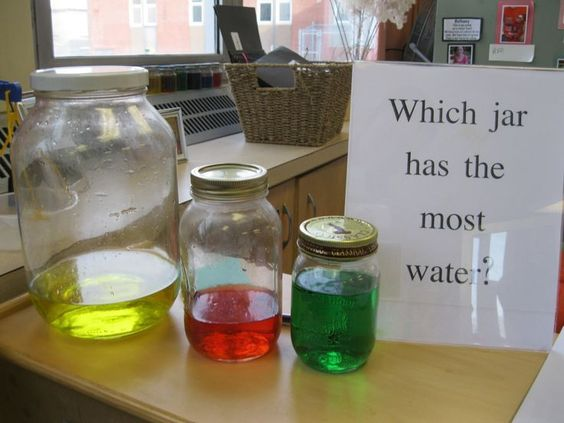 Which jar
has the
most
water?